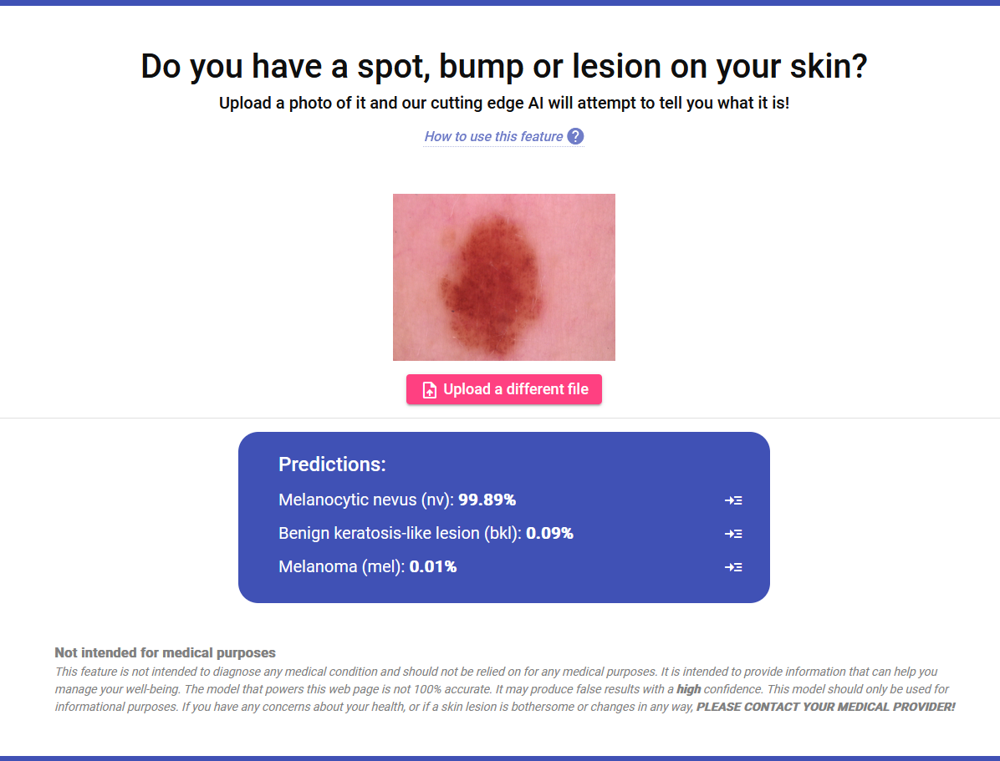 Do you have a spot, bump or lesion on your skin?
Upload a photo of it and our cutting edge AI will attempt to tell you what it is!
How to use this feature ?
Upload a different file
Predictions:
Melanocytic nevus (nv): 99.89%
Benign keratosis-like lesion (bkl): 0.09%
Melanoma (mel): 0.01%
Not intended for medical purposes
This feature is not intended to diagnose any medical condition and should not be relied on for any medical purposes. It is intended to provide information that can help you
manage your well-being. The model that powers this web page is not 100% accurate. It may produce false results with a high confidence. This model should only be used for
informational purposes. If you have any concerns about your health, or if a skin lesion is bothersome or changes in any way, PLEASE CONTACT YOUR MEDICAL PROVIDER!